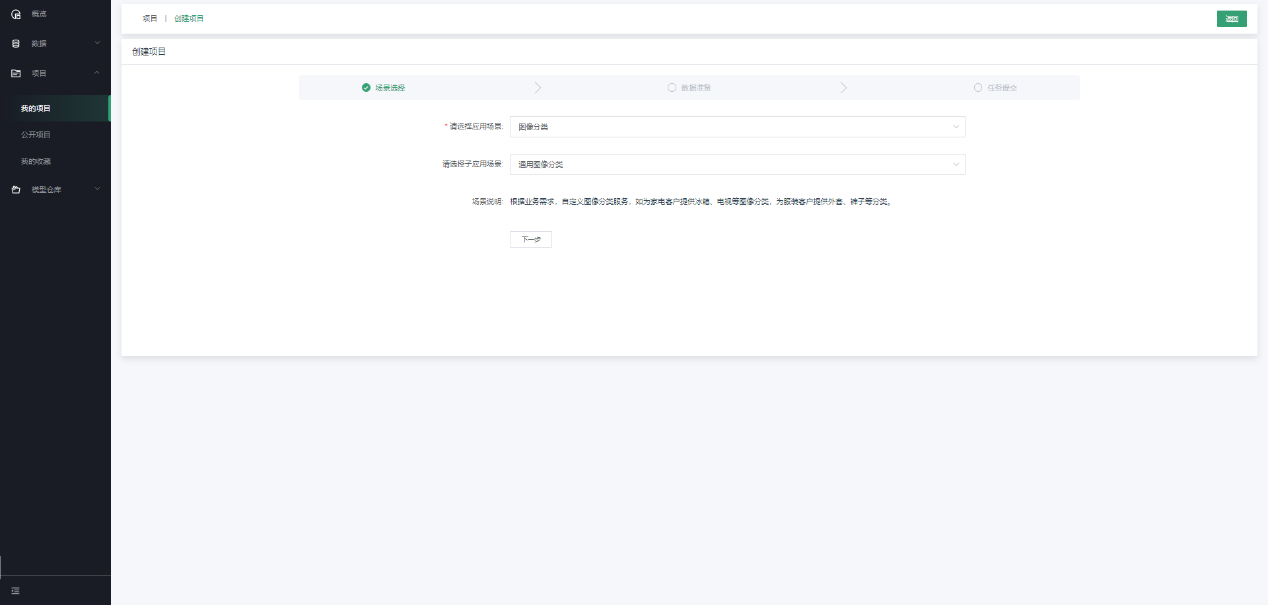 概览
数据
项目
我的项目
公开项目
我的收藏
模型仓库
项目 | 创建项目
返回
创建项目
场景选择
数据准备
任务提交
* 请选择应用场景:
图像分类
请选择子应用场景:
通用图像分类
场景说明: 根据业务需求，自定义图像分类服务，如为家电客户提供冰箱、电视等图像分类，为服装客户提供外套、裤子等分类。
下一步